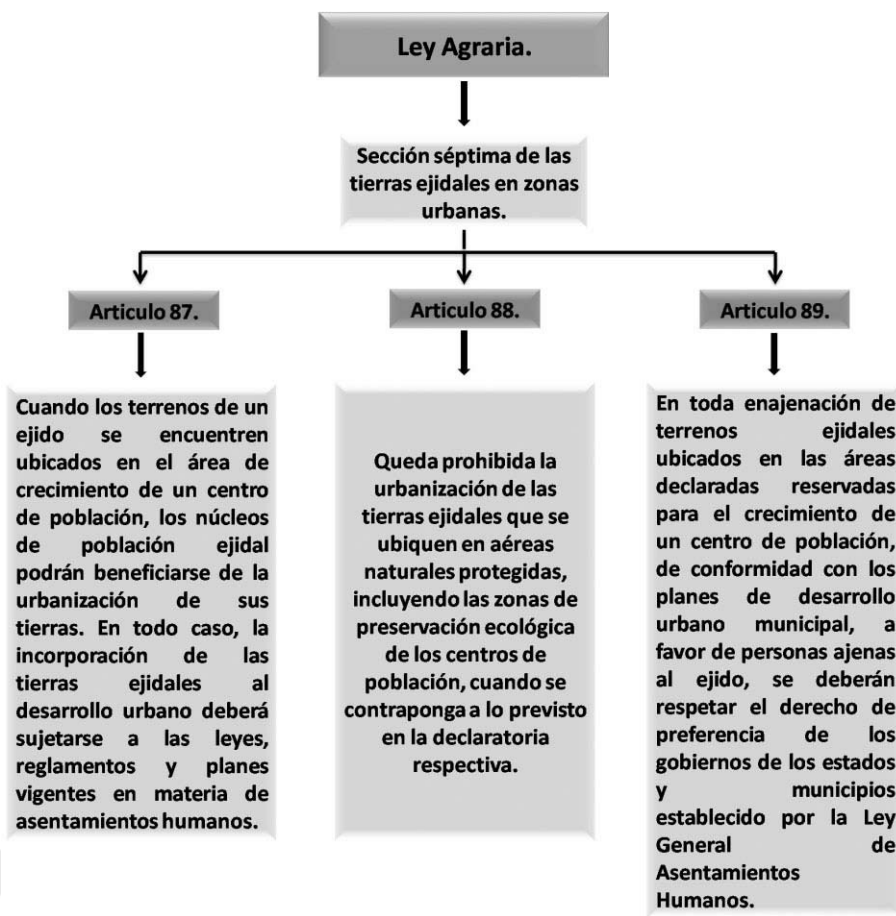 Ley Agraria.
Sección séptima de las
tierras ejidales en zonas
urbanas.
Articulo 87.
Cuando los terrenos de un
ejido se encuentren
ubicados en el área de
crecimiento de un centro
de población, los núcleos
de población ejidal
podrán beneficiarse de la
urbanización de sus
tierras. En todo caso, la
incorporación de las
tierras ejidales al
desarrollo urbano deberá
sujetarse a las leyes,
reglamentos y planes
vigentes en materia de
asentamientos humanos.
Articulo 88.
Queda prohibida la
urbanización de las
tierras ejidales que se
ubiquen en aéreas
naturales protegidas,
incluyendo las zonas de
preservación ecológica
de los centros de
población, cuando se
contraponga a lo previsto
en la declaratoria
respectiva.
Articulo 89.
En toda enajenación de
terrenos ejidales
ubicados en las áreas
declaradas reservadas
para el crecimiento de
un centro de población,
de conformidad con los
planes de desarrollo
urbano municipal, a
favor de personas ajenas
al ejido, se deberán
respetar el derecho de
preferencia de los
gobiernos de los estados
y municipios
establecido por la Ley
General de
Asentamientos
Humanos.